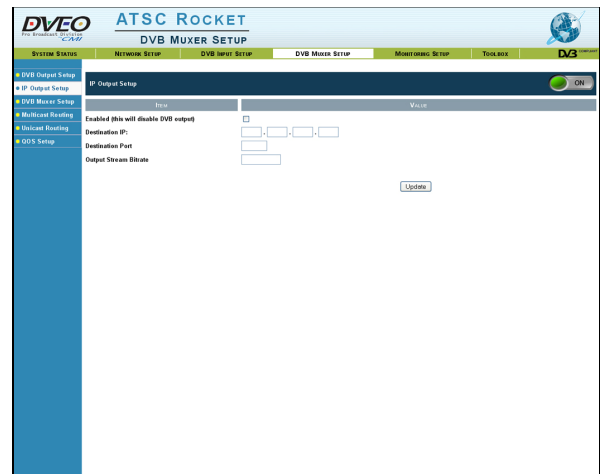 DVEO
Pro Broadcast Division
CMI
ATSC ROCKET
DVB MUXER SETUP
SYSTEM STATUS NETWORK SETUP DVB INPUT SETUP DVB MUXER SETUP MONITORING SETUP TOOLBOX DVB COMPLIANT
DVB Output Setup
IP Output Setup
DVB Muxer Setup
Multicast Routing
Unicast Routing
QOS Setup
IP Output Setup ON
ITEM VALUE
Enabled (this will disable DVB output)
Destination IP: . . .
Destination Port
Output Stream Bitrate
Update